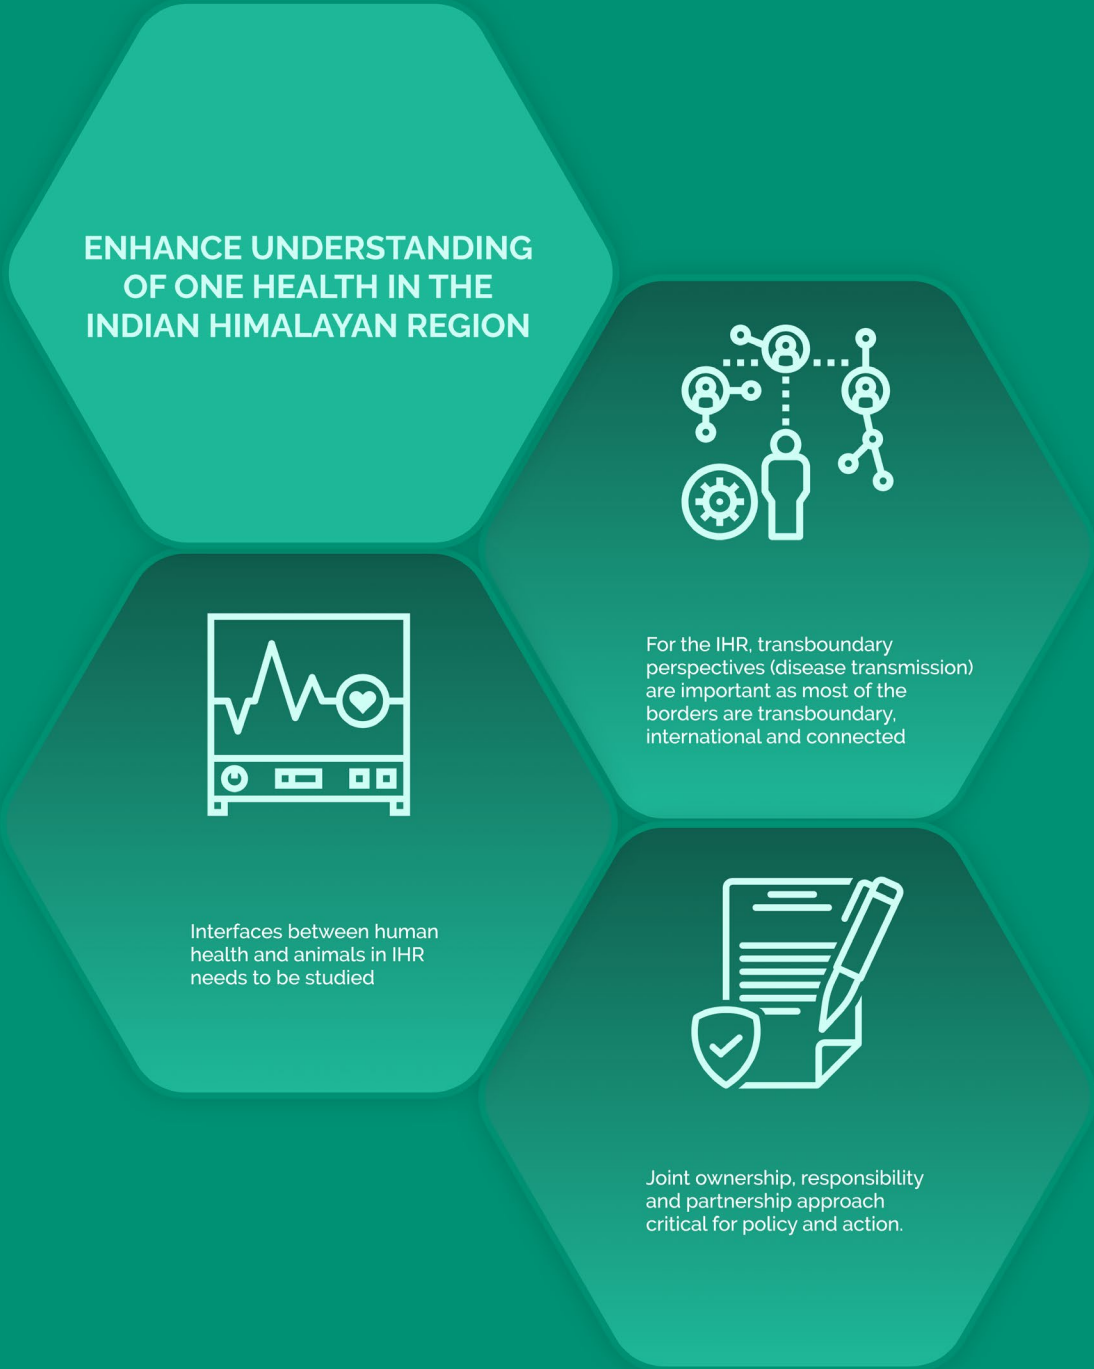 ENHANCE UNDERSTANDING
OF ONE HEALTH IN THE
INDIAN HIMALAYAN REGION
For the IHR, transboundary
perspectives (disease transmission)
are important as most of the
borders are transboundary,
international and connected
Interfaces between human
health and animals in IHR
needs to be studied
Joint ownership, responsibility
and partnership approach
critical for policy and action.